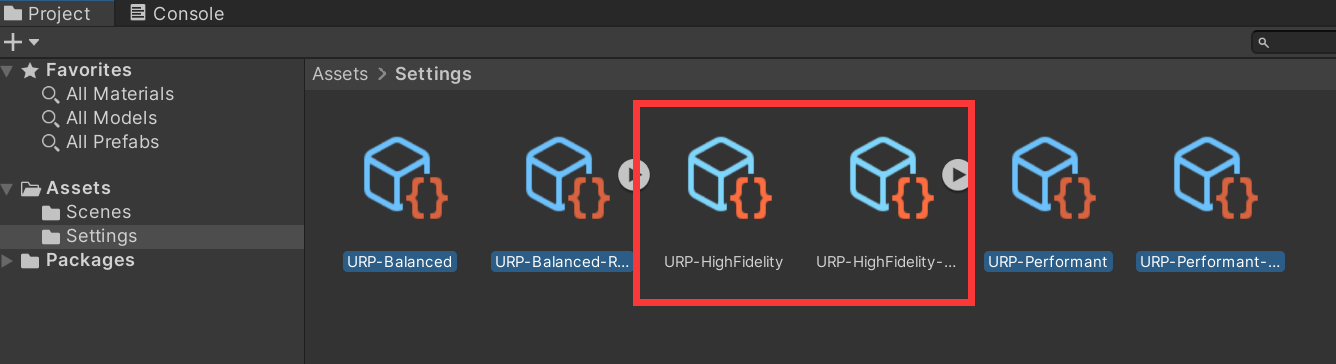 Project
Console
Favorites
All Materials
All Models
All Prefabs
Assets
Scenes
Settings
Packages
Assets > Settings
URP-Balanced
URP-Balanced-R...
URP-HighFidelity
URP-HighFidelity-...
URP-Performant
URP-Performant-...